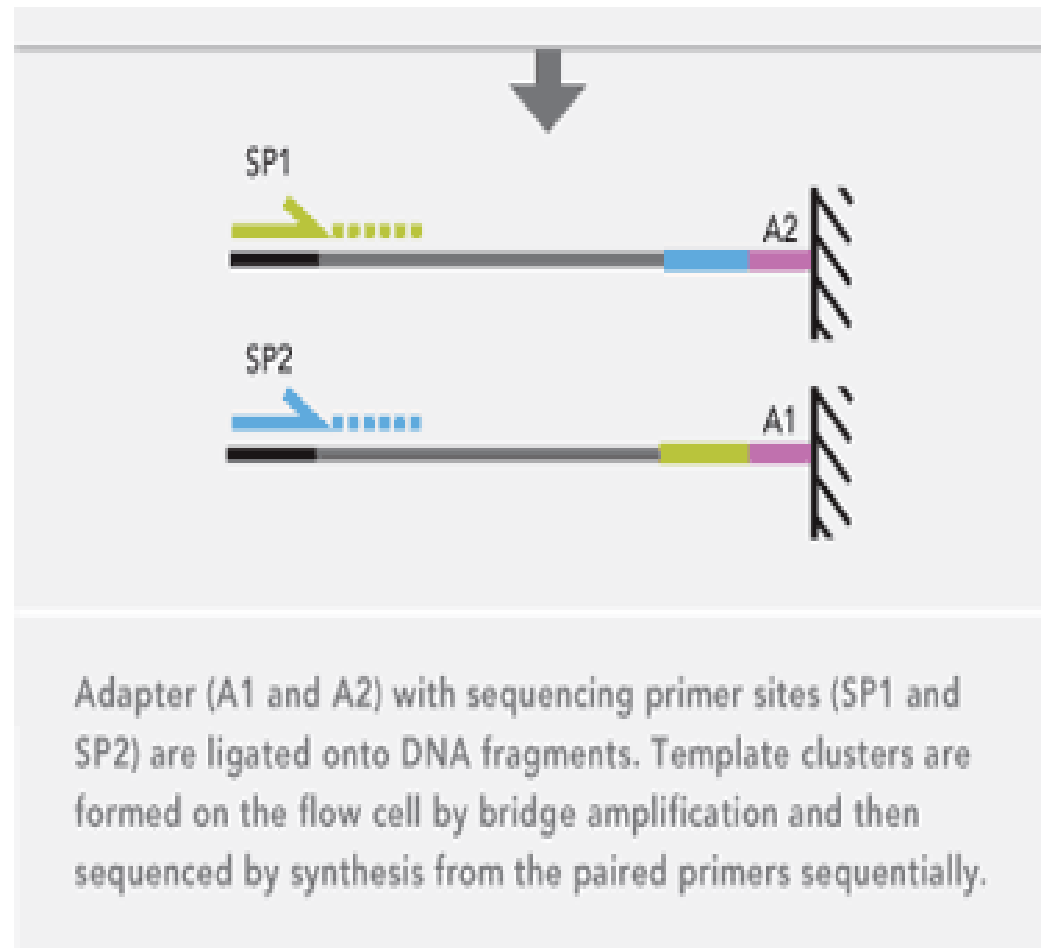 SP1
A2
SP2
A1
Adapter (A1 and A2) with sequencing primer sites (SP1 and
SP2) are ligated onto DNA fragments. Template clusters are
formed on the flow cell by bridge amplification and then
sequenced by synthesis from the paired primers sequentially.